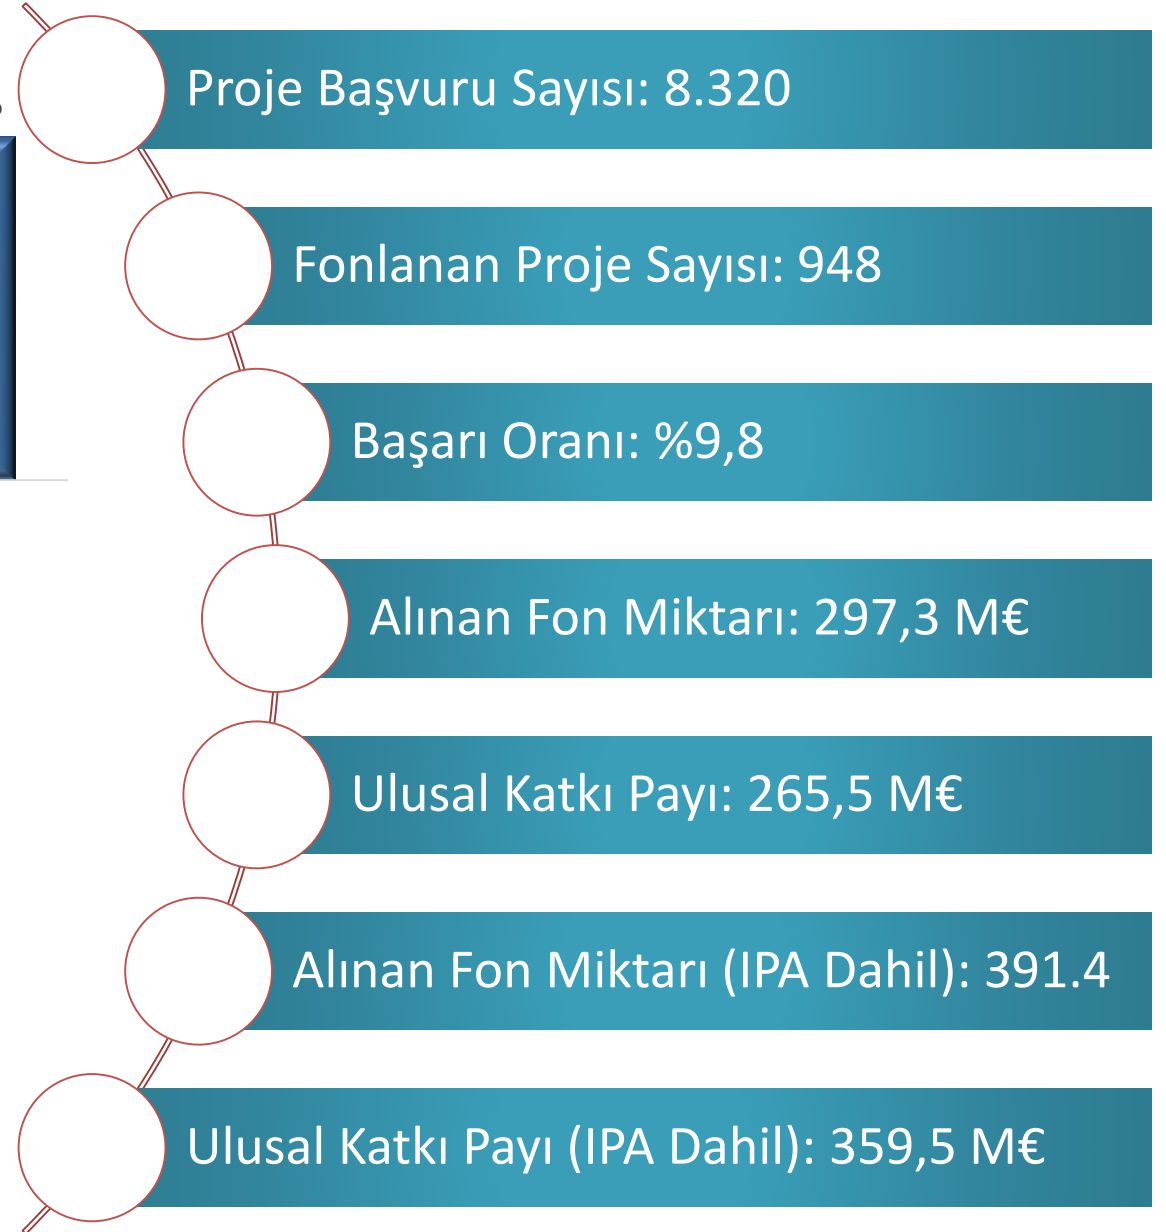 Proje Başvuru Sayısı: 8.320
Fonlanan Proje Sayısı: 948
Başarı Oranı: %9,8
Alınan Fon Miktarı: 297,3 M€
Ulusal Katkı Payı: 265,5 M€
Alınan Fon Miktarı (IPA Dahil): 391.4
Ulusal Katkı Payı (IPA Dahil): 359,5 M€